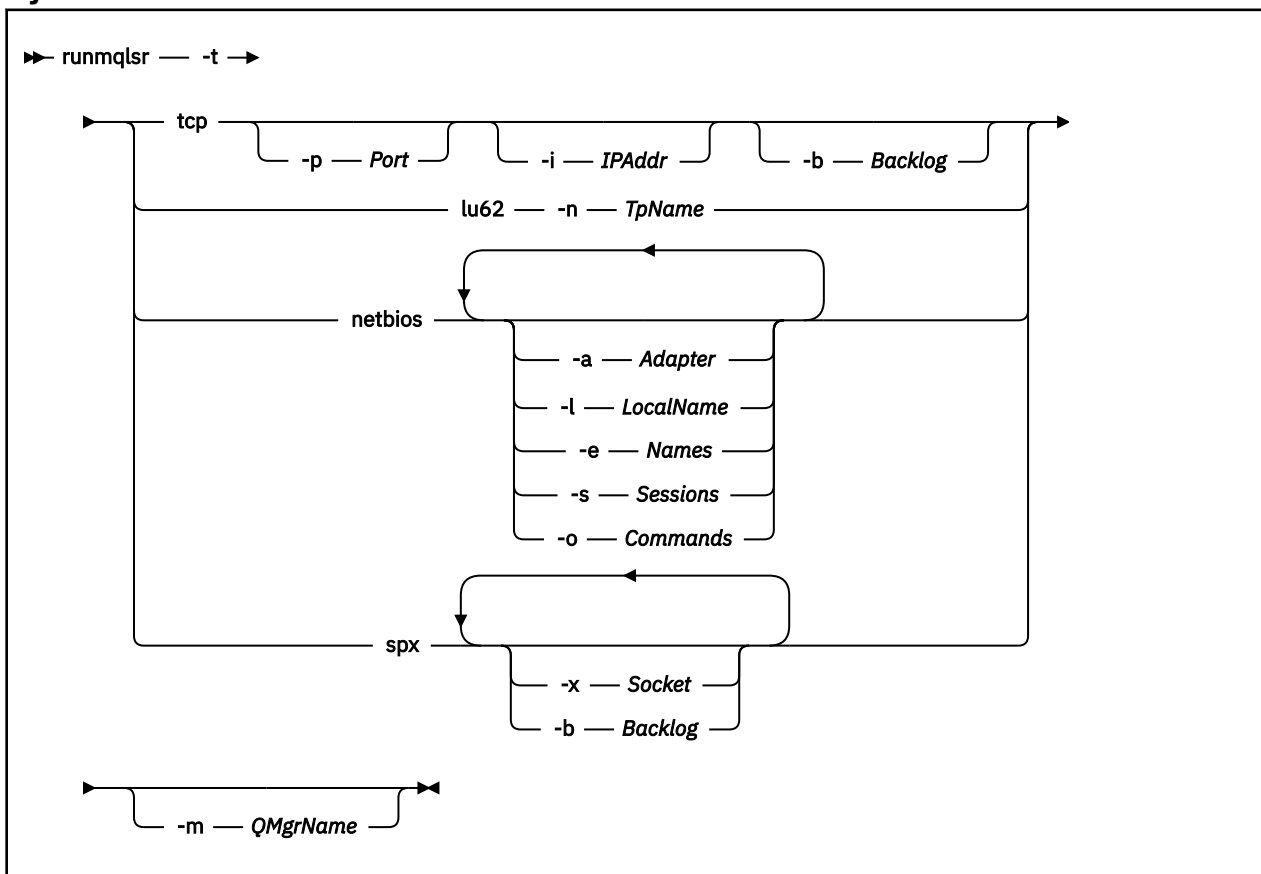 runmqlsr -t
tcp
-p Port -i IPAddr -b Backlog
lu62 -n TpName
netbios
-a Adapter
-l LocalName
-e Names
-s Sessions
-o Commands
spx
-x Socket
-b Backlog
-m QMgrName